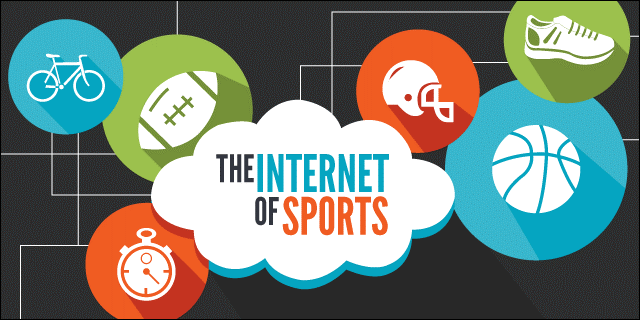 THE INTERNET
OF SPORTS